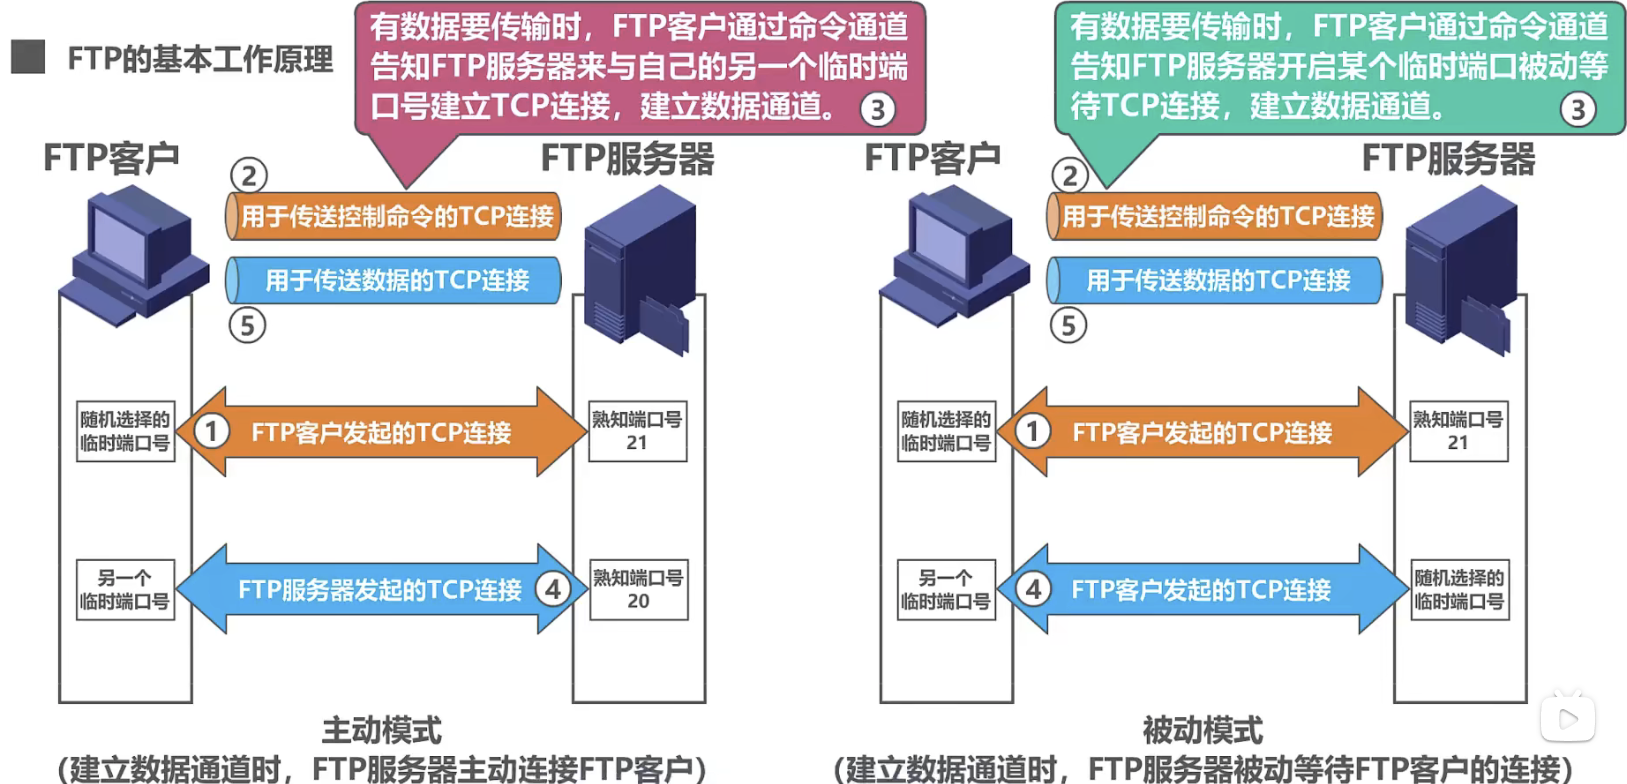 FTP的基本工作原理
有数据要传输时，FTP客户通过命令通道
告知FTP服务器来与自己的另一个临时端
口号建立TCP连接，建立数据通道。 ③
FTP客户
FTP服务器
②
用于传送控制命令的TCP连接
用于传送数据的TCP连接
⑤
随机选择的
临时端口号
① FTP客户发起的TCP连接
熟知端口号
21
另一个
临时端口号
FTP服务器发起的TCP连接 ④
熟知端口号
20
主动模式
（建立数据通道时，FTP服务器主动连接FTP客户）
有数据要传输时，FTP客户通过命令通道
告知FTP服务器开启某个临时端口被动等
待TCP连接，建立数据通道。 ③
FTP客户
FTP服务器
②
用于传送控制命令的TCP连接
用于传送数据的TCP连接
⑤
随机选择的
临时端口号
① FTP客户发起的TCP连接
熟知端口号
21
另一个
临时端口号
④ FTP客户发起的TCP连接
随机选择的
临时端口号
被动模式
（建立数据通道时，FTP服务器被动等待FTP客户的连接）